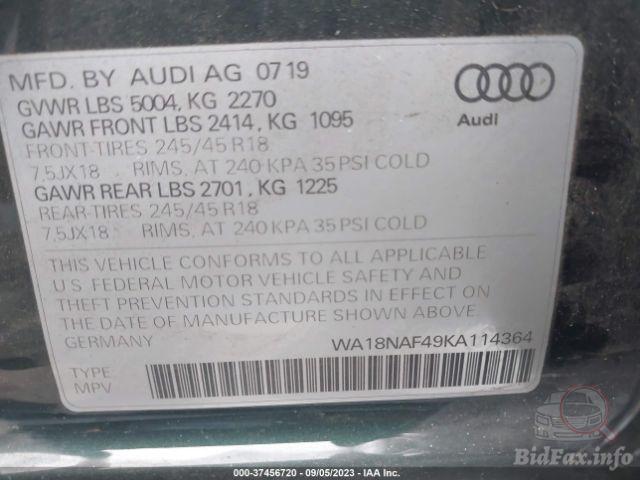 MFD. BY AUDI AG 07 19
GVWR LBS 5004, KG 2270
GAWR FRONT LBS 2414, KG 1095
FRONT-TIRES 245/45 R18
7,5JX18 RIMS, AT 240 KPA 35 PSI COLD
GAWR REAR LBS 2701, KG 1225
REAR-TIRES 245/45 R18
7,5JX18 RIMS, AT 240 KPA 35 PSI COLD
Audi
THIS VEHICLE CONFORMS TO ALL APPLICABLE
U.S FEDERAL MOTOR VEHICLE SAFETY AND
THEFT PREVENTION STANDARDS IN EFFECT ON
THE DATE OF MANUFACTURE SHOWN ABOVE.
GERMANY WA18NAF49KA114364
TYPE
MPV
BidFax.info
000-37456720 - 09/05/2023 - IAA Inc.